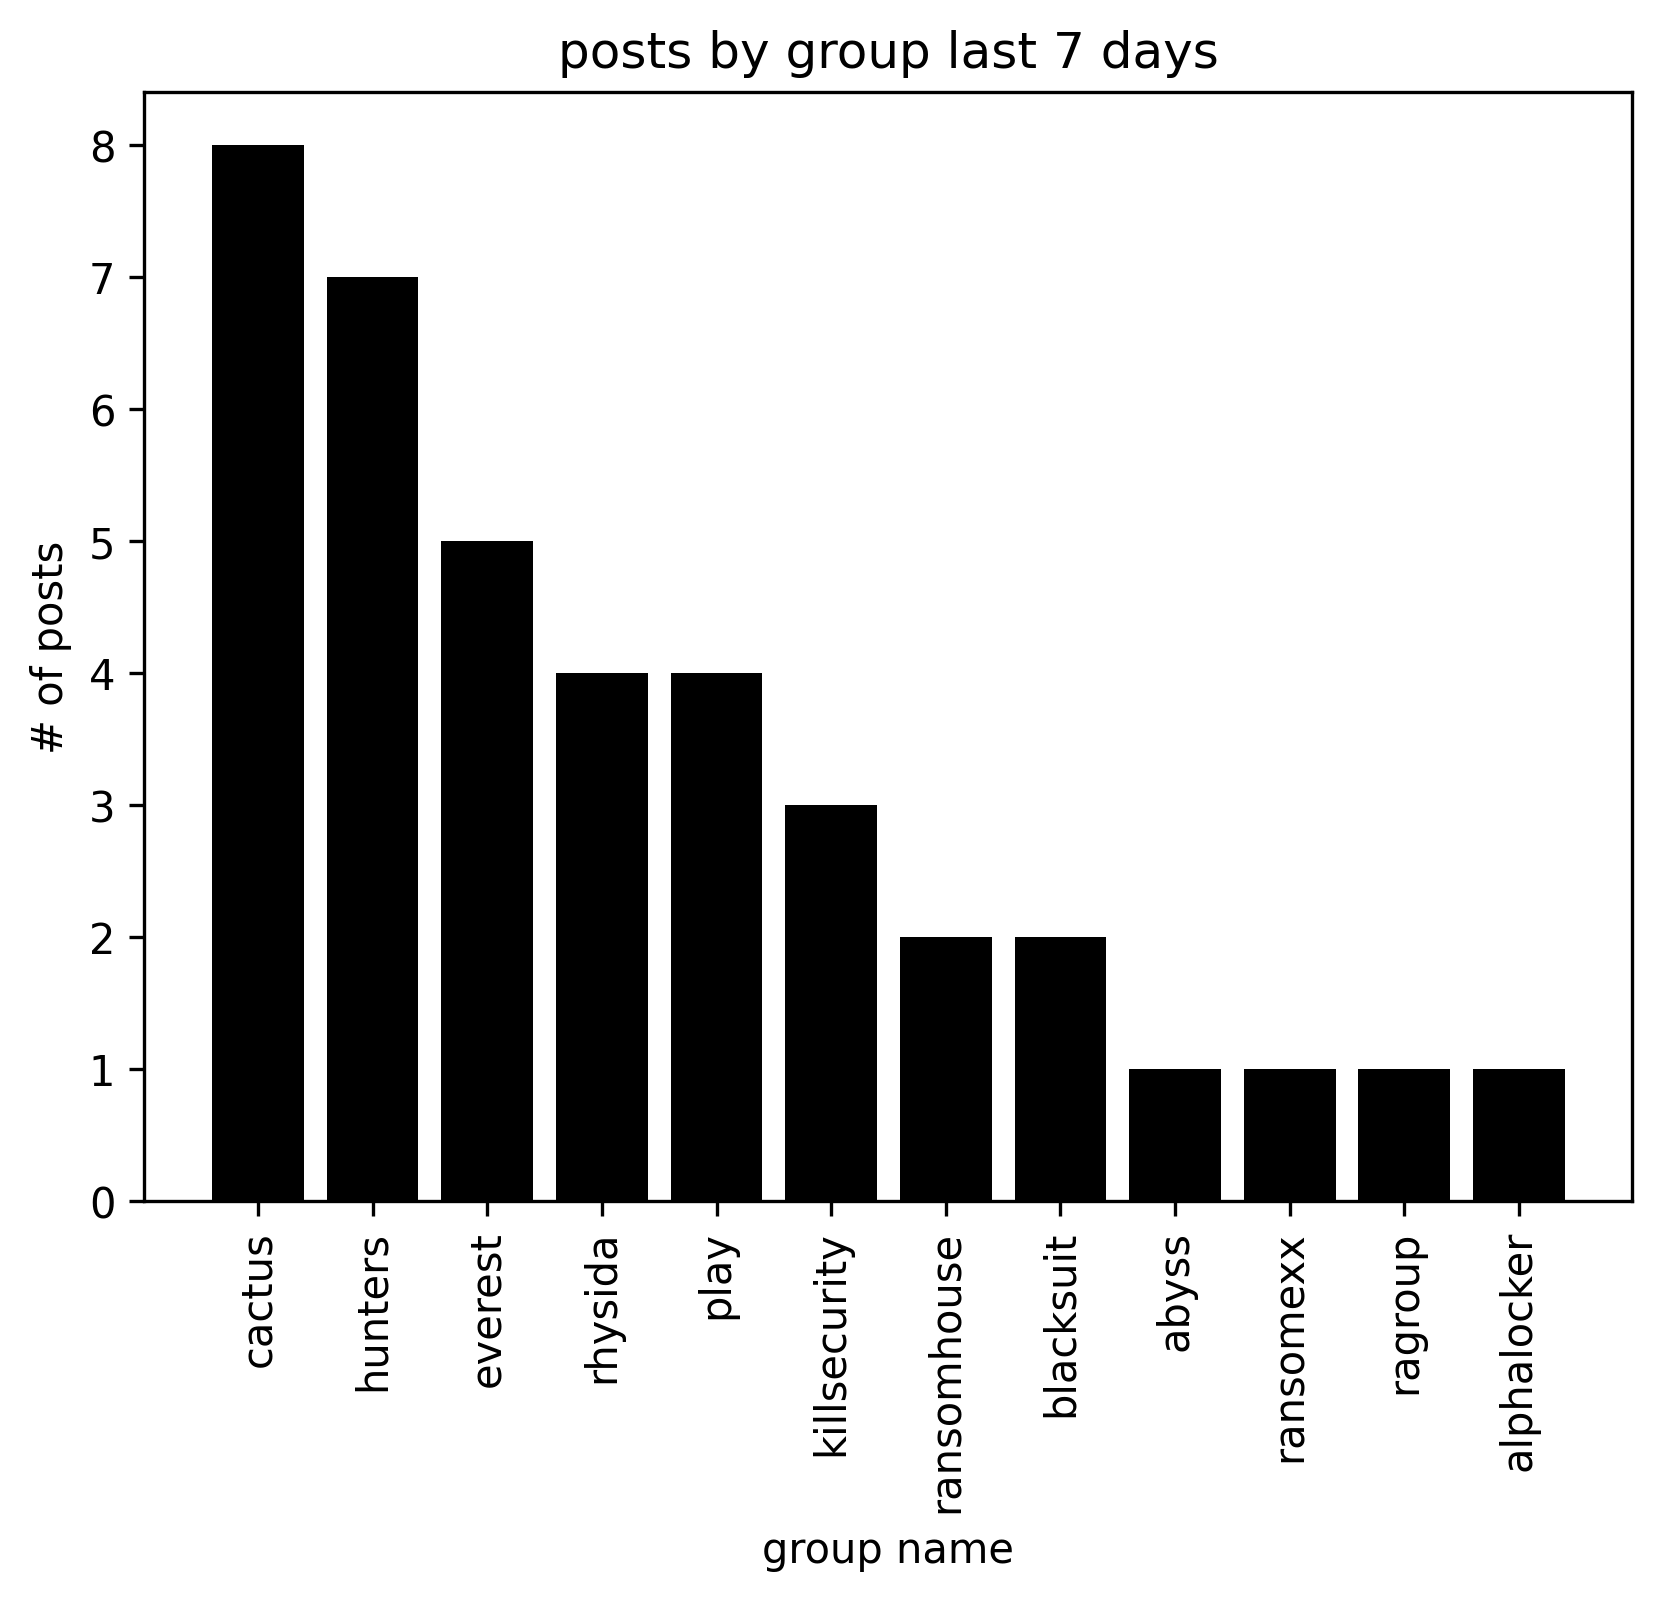 posts by group last 7 days
8
7
6
5
4
3
2
1
0
# of posts
cactus
hunters
everest
rhysida
play
killsecurity
ransomhouse
blacksuit
abyss
ransomexx
ragroup
alphalocker
group name